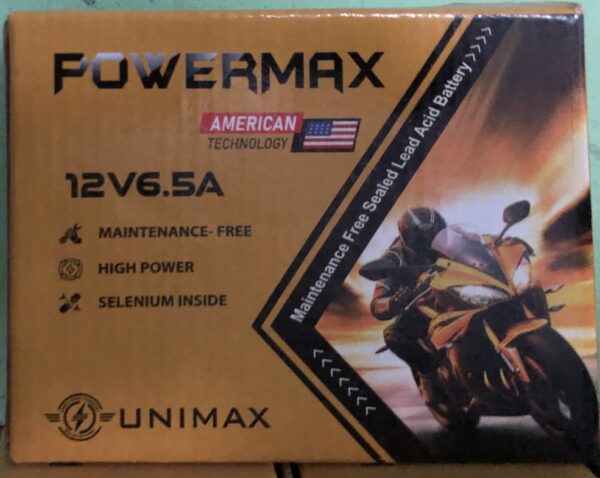 POWERMAX
AMERICAN
TECHNOLOGY
12V6.5A
MAINTENANCE- FREE
HIGH POWER
SELENIUM INSIDE
UNIMAX
Maintenance Free Sealed Lead Acid Battery >>>>